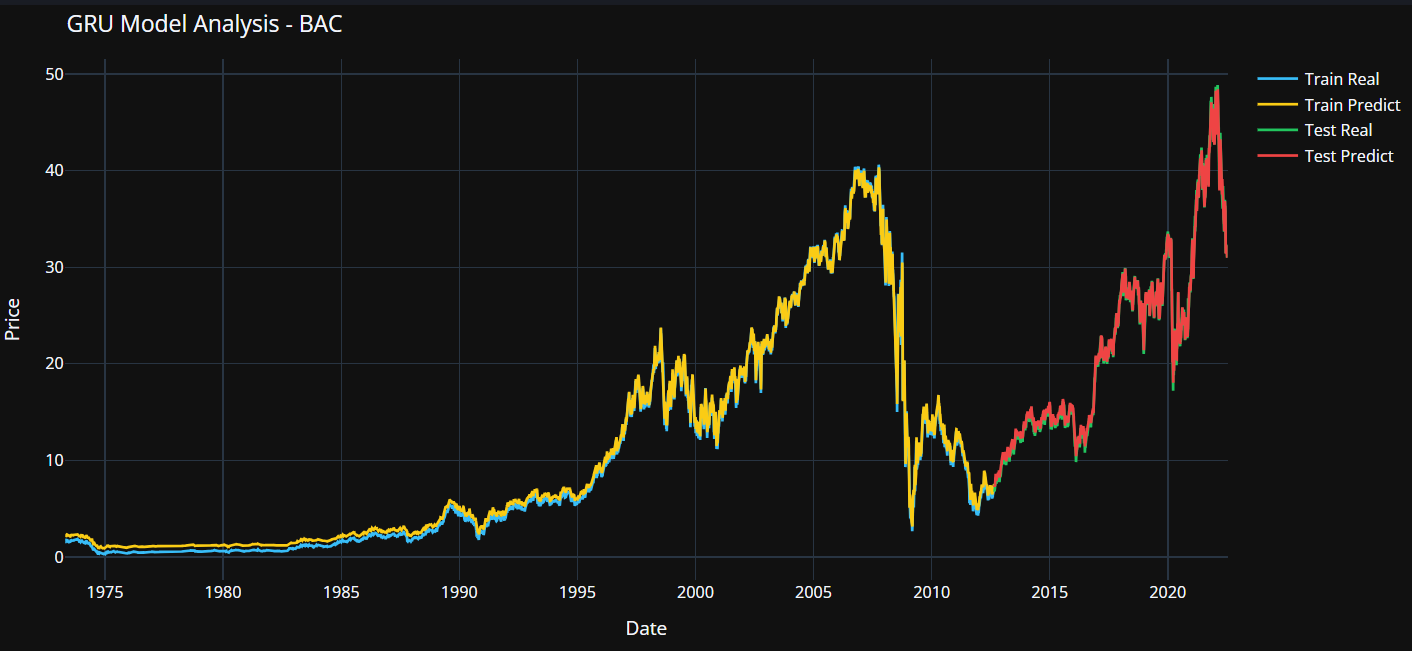 GRU Model Analysis - BAC
50
40
30
20
10
0
Price
1975 1980 1985 1990 1995 2000 2005 2010 2015 2020
Date
Train Real
Train Predict
Test Real
Test Predict